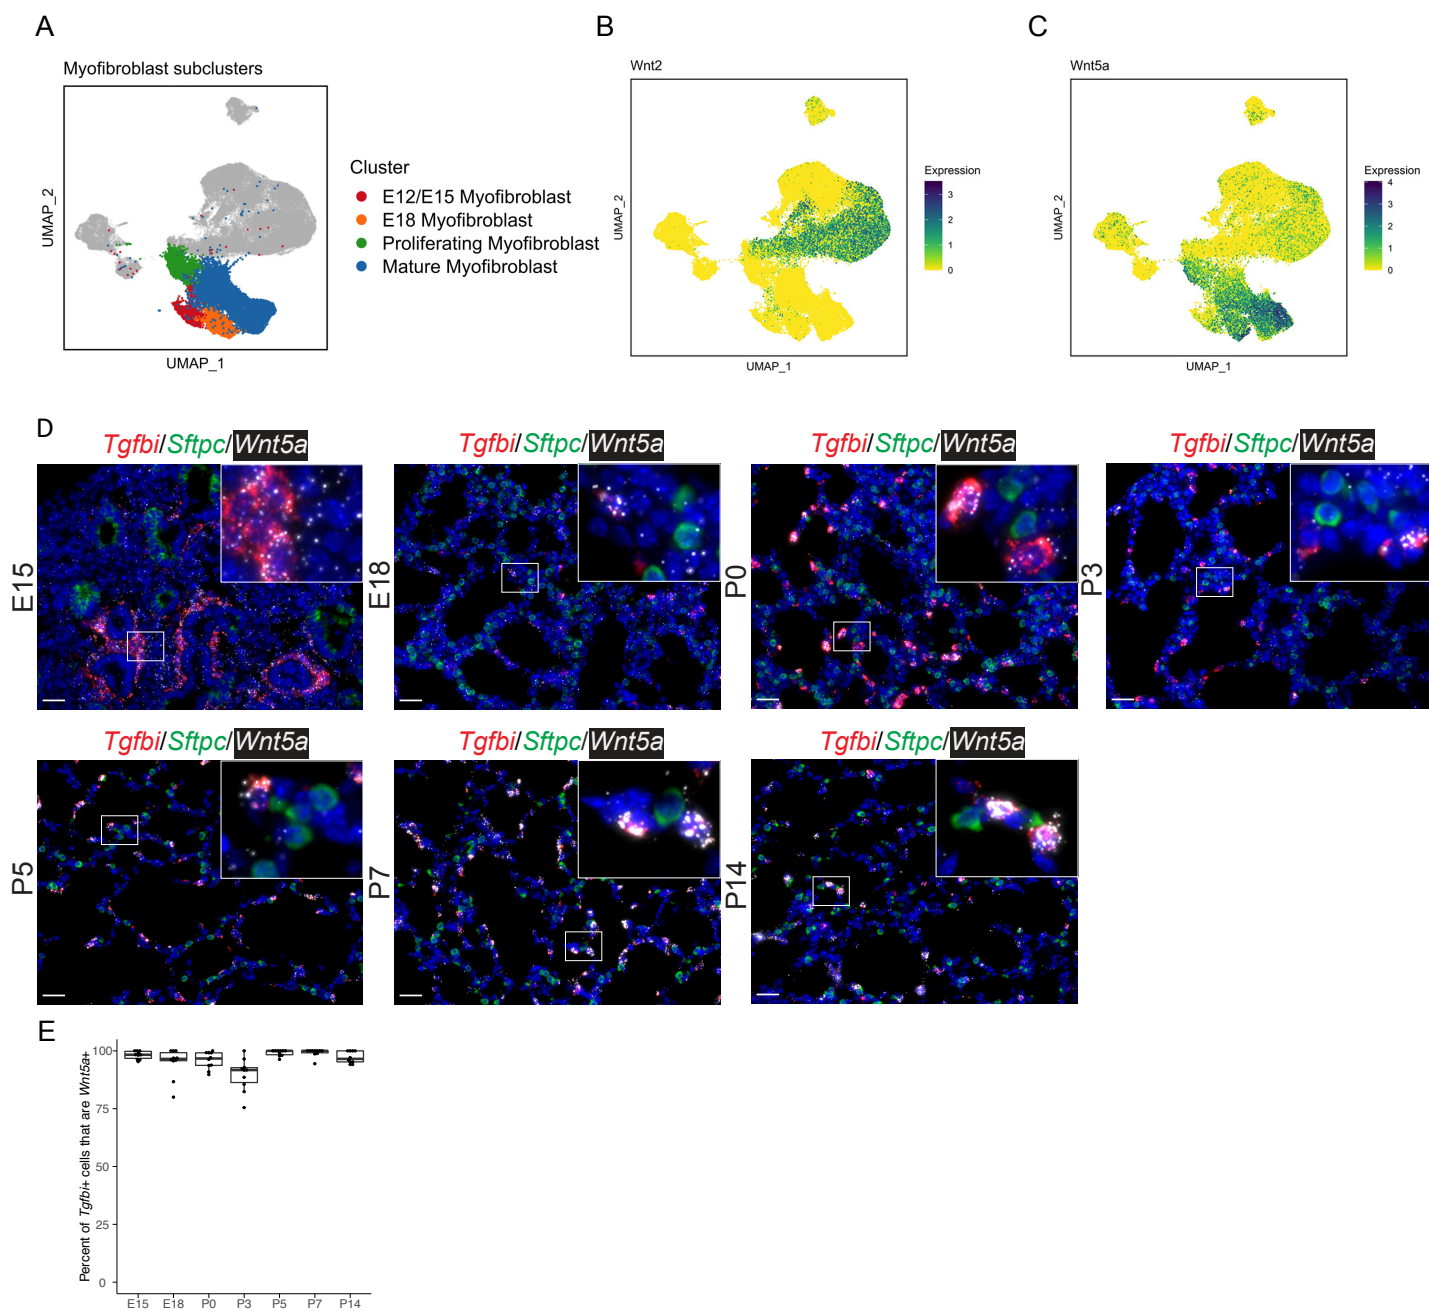 A
B
C
Myofibroblast subclusters
UMAP_2
UMAP_1
Cluster
E12/E15 Myofibroblast
E18 Myofibroblast
Proliferating Myofibroblast
Mature Myofibroblast
Wnt2
UMAP_2
UMAP_1
Expression
3
2
1
0
Wnt5a
UMAP_2
UMAP_1
Expression
4
3
2
1
0
D
Tgfbi/Sftpc/Wnt5a
E15
Tgfbi/Sftpc/Wnt5a
E18
Tgfbi/Sftpc/Wnt5a
P0
Tgfbi/Sftpc/Wnt5a
P3
Tgfbi/Sftpc/Wnt5a
P5
Tgfbi/Sftpc/Wnt5a
P7
Tgfbi/Sftpc/Wnt5a
P14
E
Percent of Tgfbi+ cells that are Wnt5a+
100
75
50
25
0
E15 E18 P0 P3 P5 P7 P14